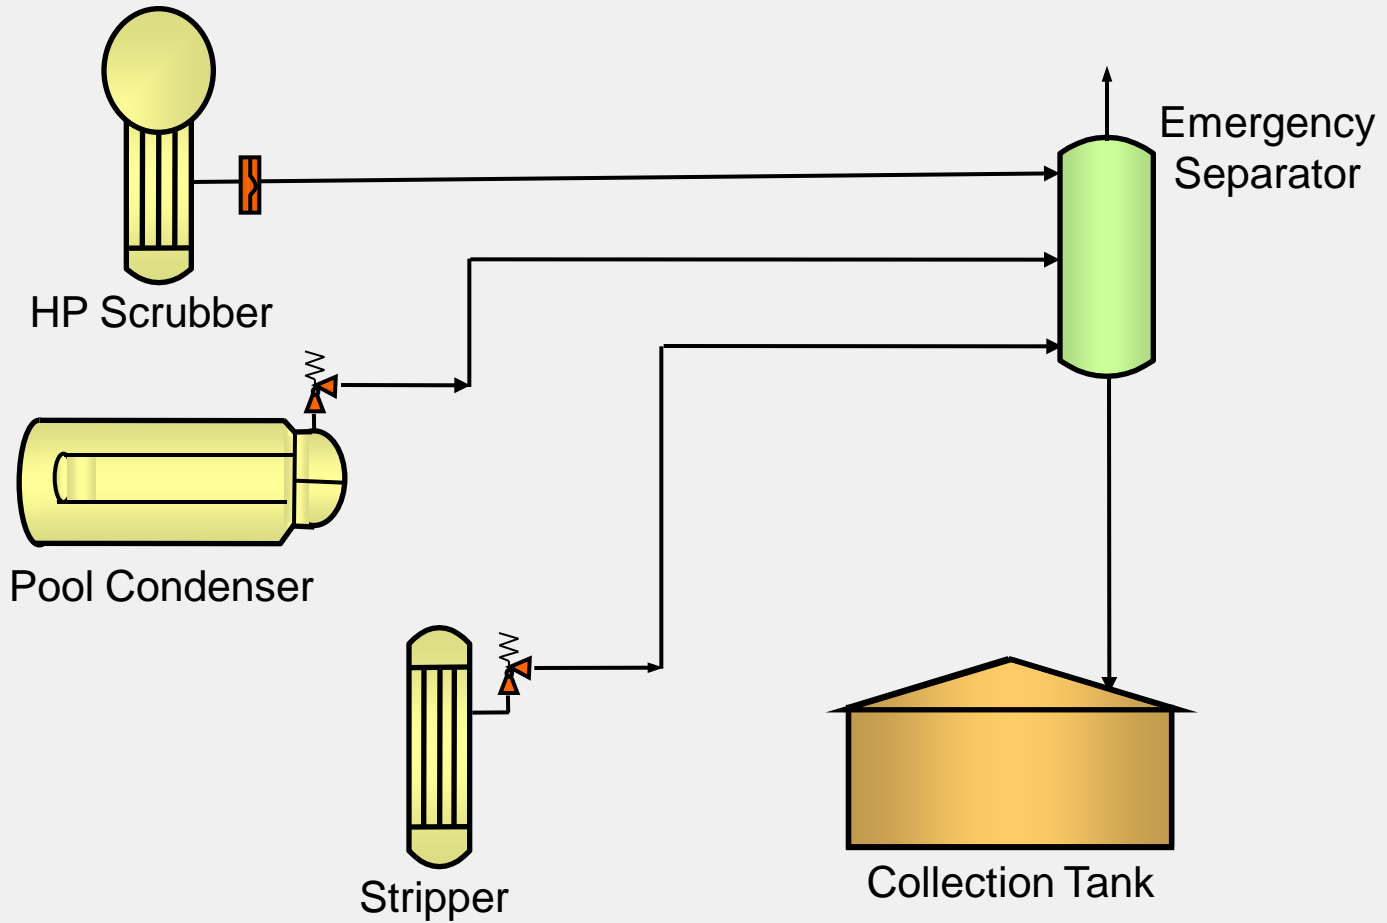 Emergency
Separator
HP Scrubber
Pool Condenser
Stripper
Collection Tank